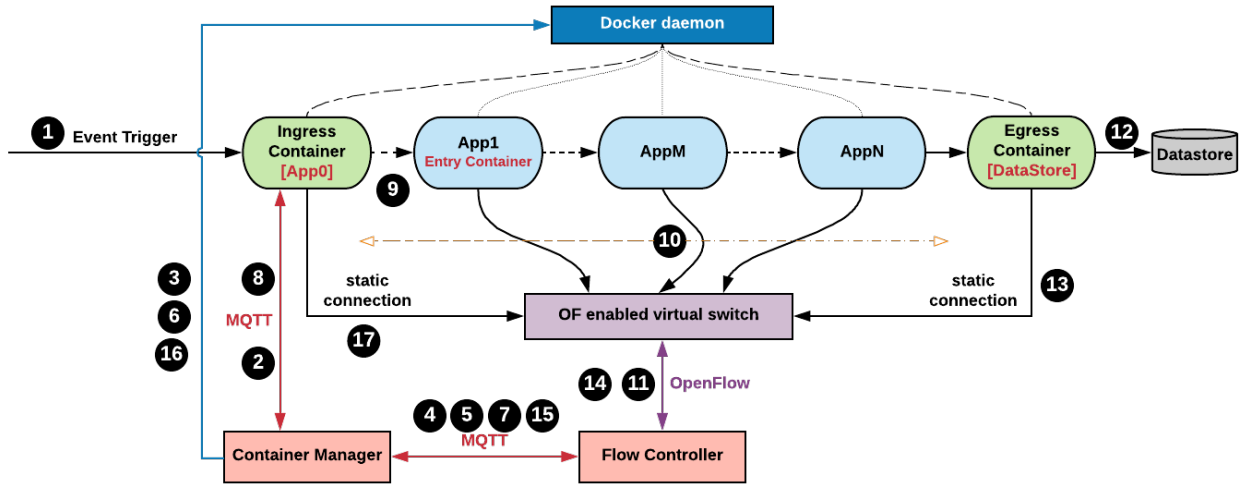 Docker daemon
1
Event Trigger
Ingress
Container
[App0]
App1
Entry Container
AppM
AppN
Egress
Container
[DataStore]
12
Datastore
9
10
3
8
static
connection
static
connection
13
6
MQTT
OF enabled virtual switch
16
2
17
14
11
OpenFlow
4
5
7
15
MQTT
Container Manager
Flow Controller